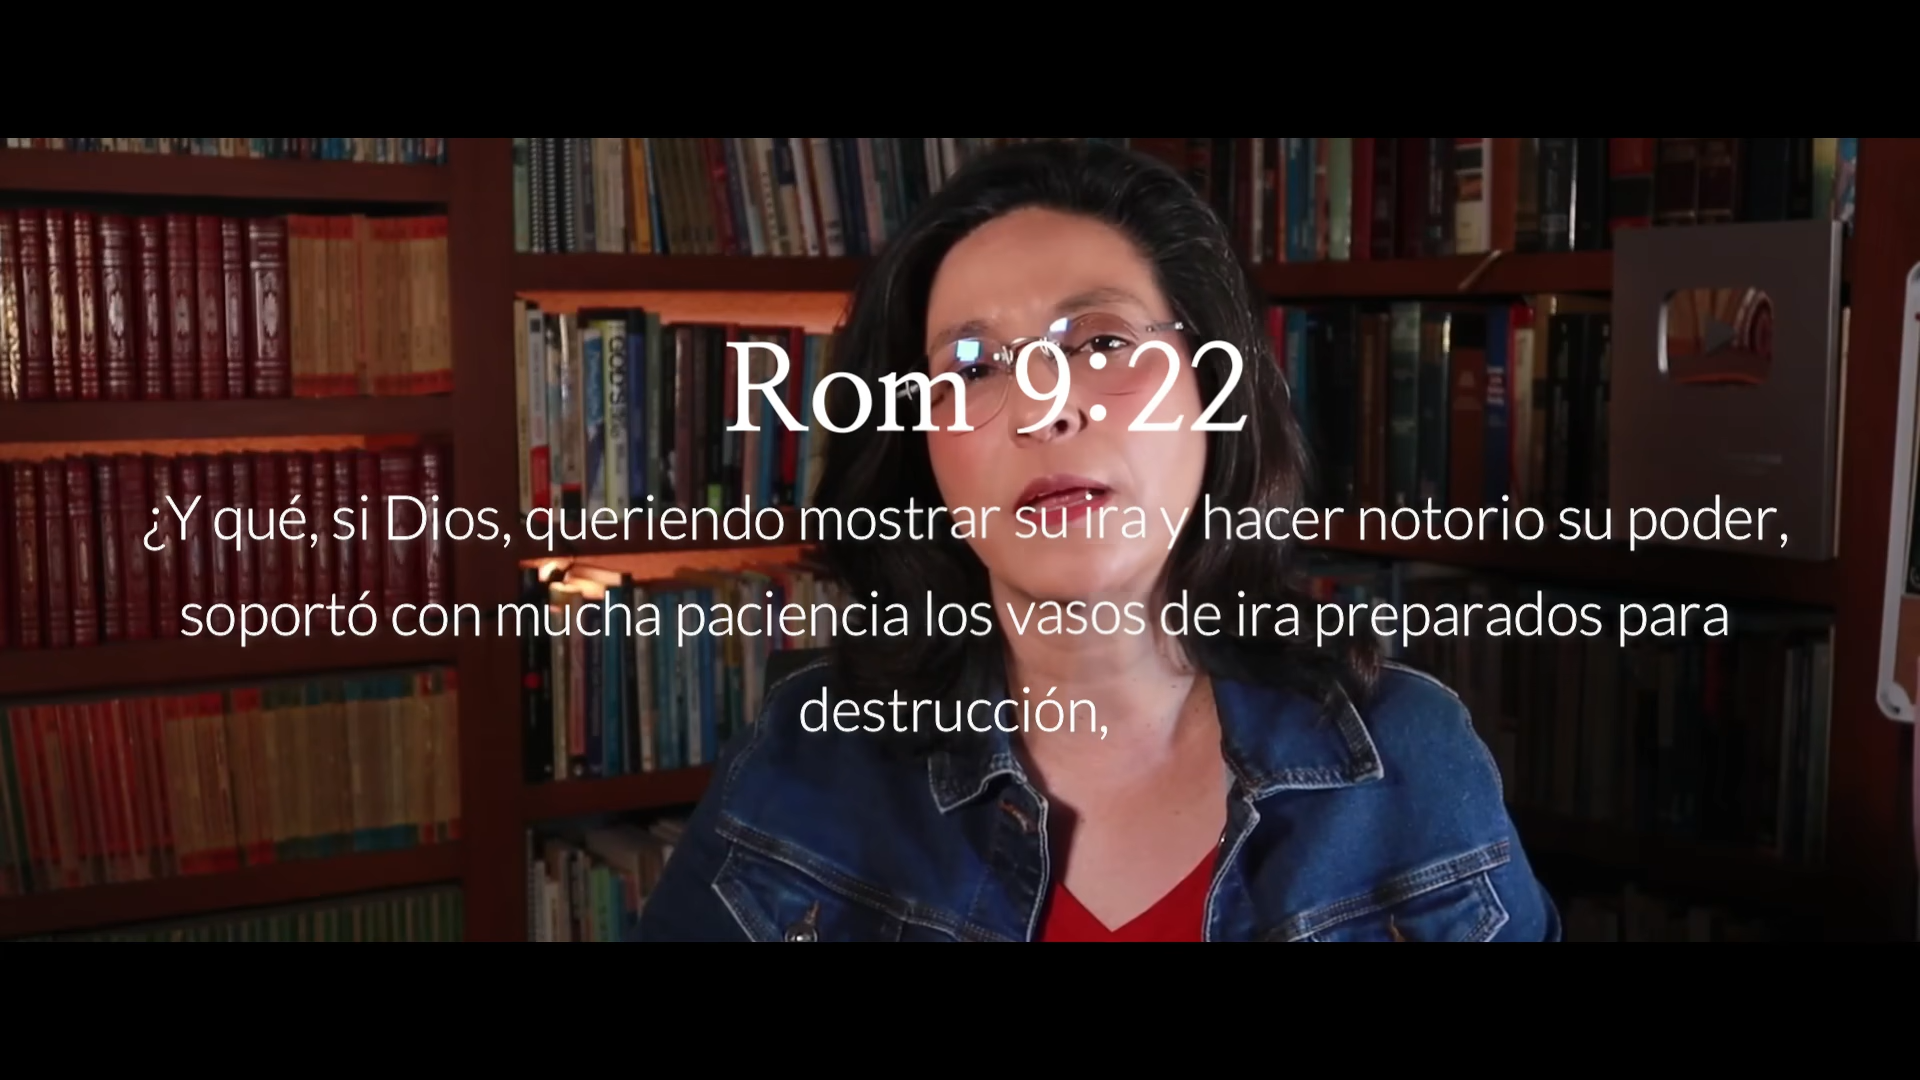 Rom 9:22
¿Y qué, si Dios, queriendo mostrar su ira y hacer notorio su poder,
soportó con mucha paciencia los vasos de ira preparados para
destrucción,